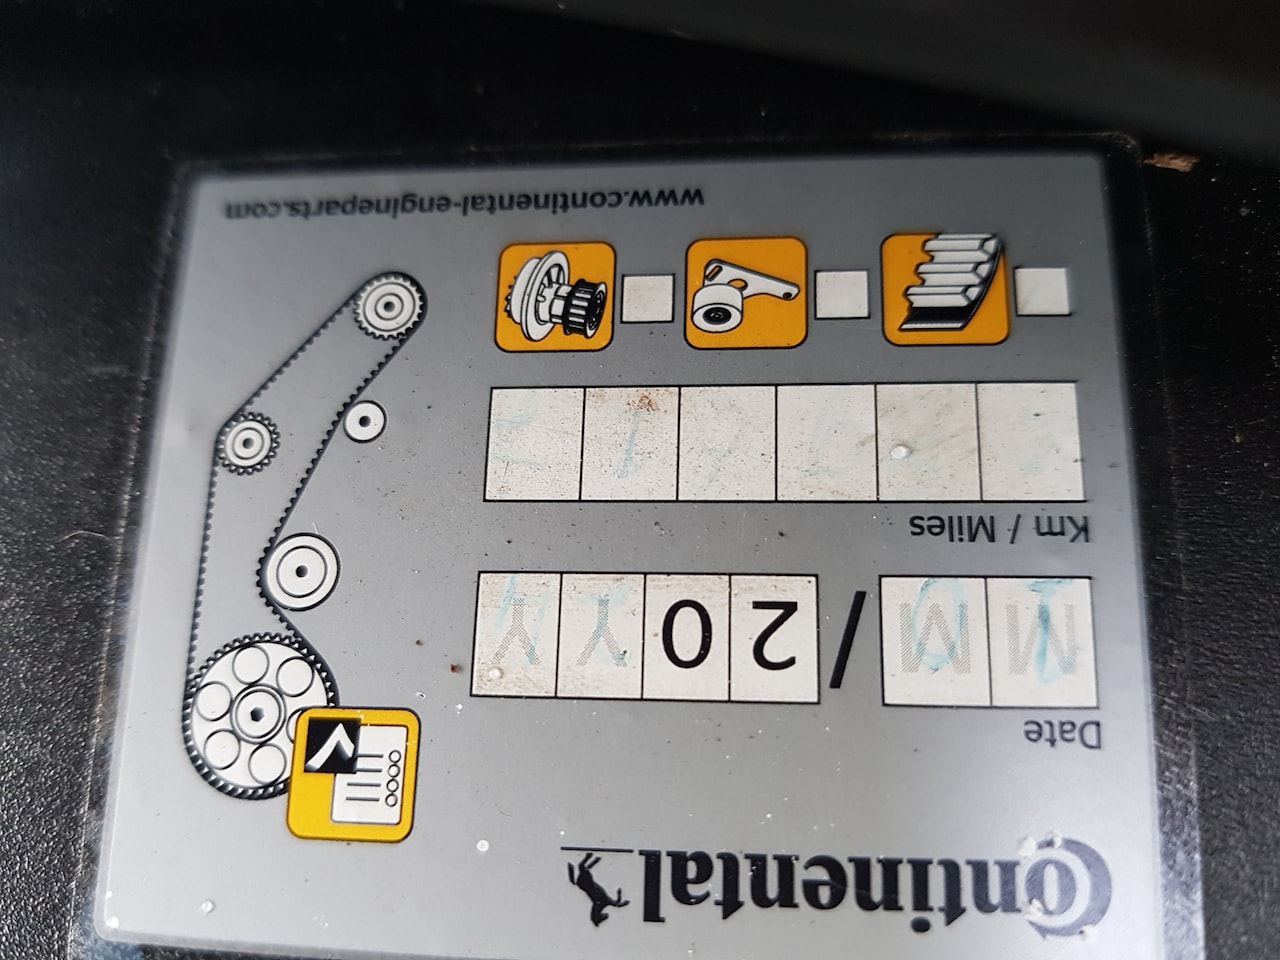 Continental
Date
MM / 20YY
Km / Miles
www.continental-engineparts.com